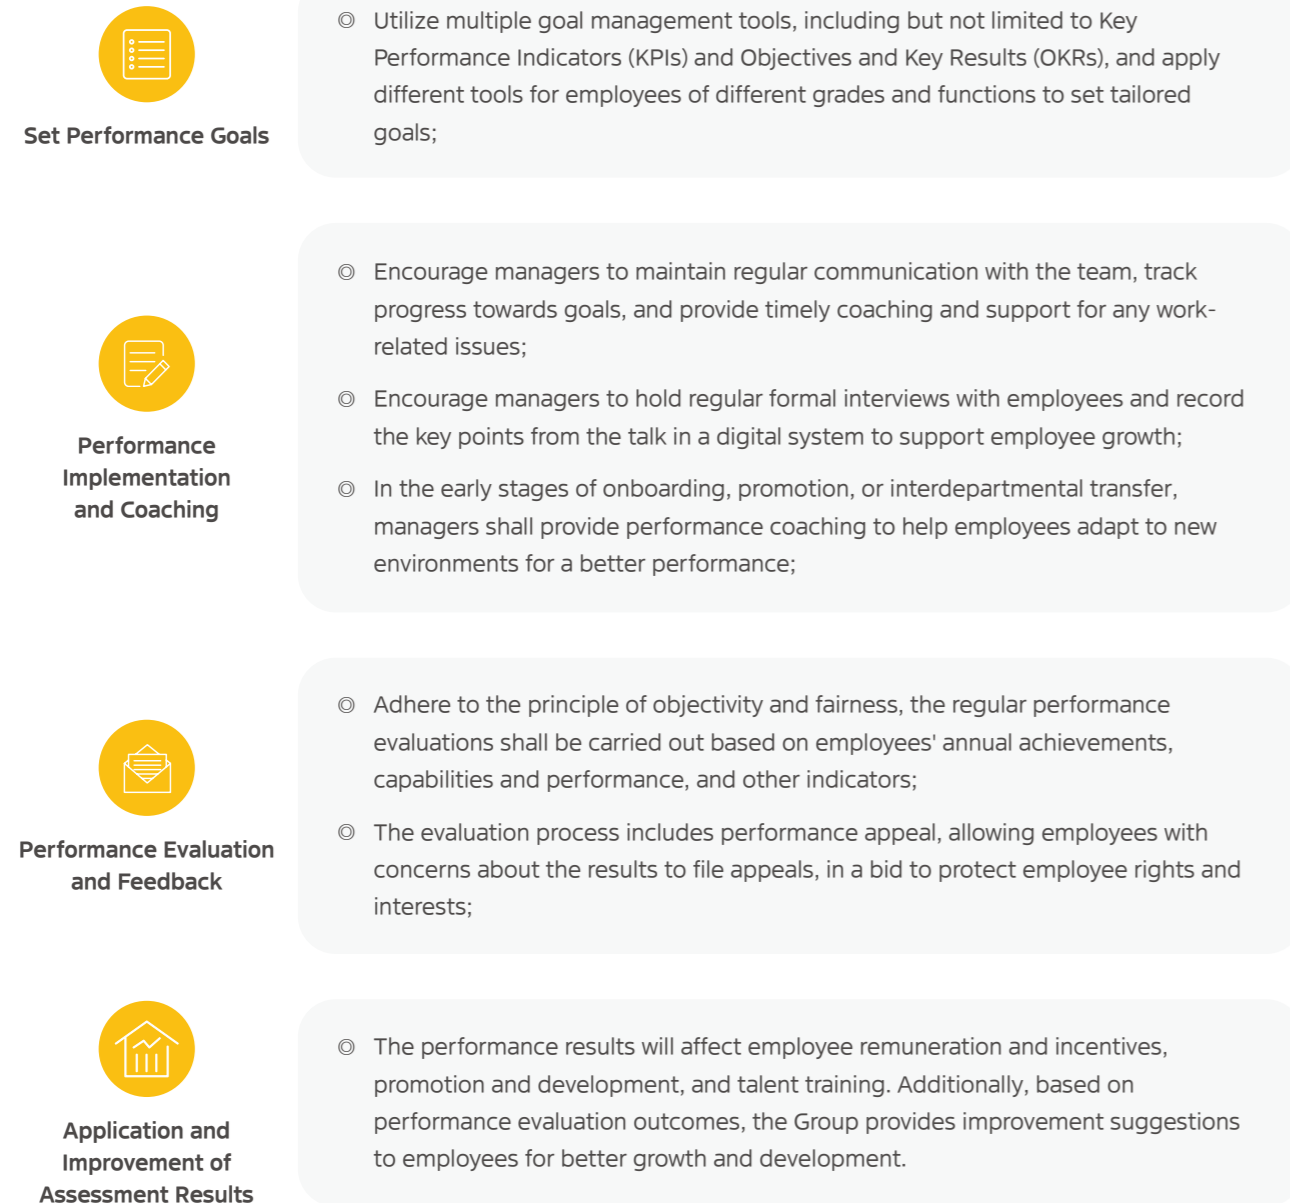 Set Performance Goals
◎ Utilize multiple goal management tools, including but not limited to Key
Performance Indicators (KPIs) and Objectives and Key Results (OKRs), and apply
different tools for employees of different grades and functions to set tailored
goals;
Performance
Implementation
and Coaching
◎ Encourage managers to maintain regular communication with the team, track
progress towards goals, and provide timely coaching and support for any work-
related issues;
◎ Encourage managers to hold regular formal interviews with employees and record
the key points from the talk in a digital system to support employee growth;
◎ In the early stages of onboarding, promotion, or interdepartmental transfer,
managers shall provide performance coaching to help employees adapt to new
environments for a better performance;
Performance Evaluation
and Feedback
◎ Adhere to the principle of objectivity and fairness, the regular performance
evaluations shall be carried out based on employees' annual achievements,
capabilities and performance, and other indicators;
◎ The evaluation process includes performance appeal, allowing employees with
concerns about the results to file appeals, in a bid to protect employee rights and
interests;
Application and
Improvement of
Assessment Results
◎ The performance results will affect employee remuneration and incentives,
promotion and development, and talent training. Additionally, based on
performance evaluation outcomes, the Group provides improvement suggestions
to employees for better growth and development.